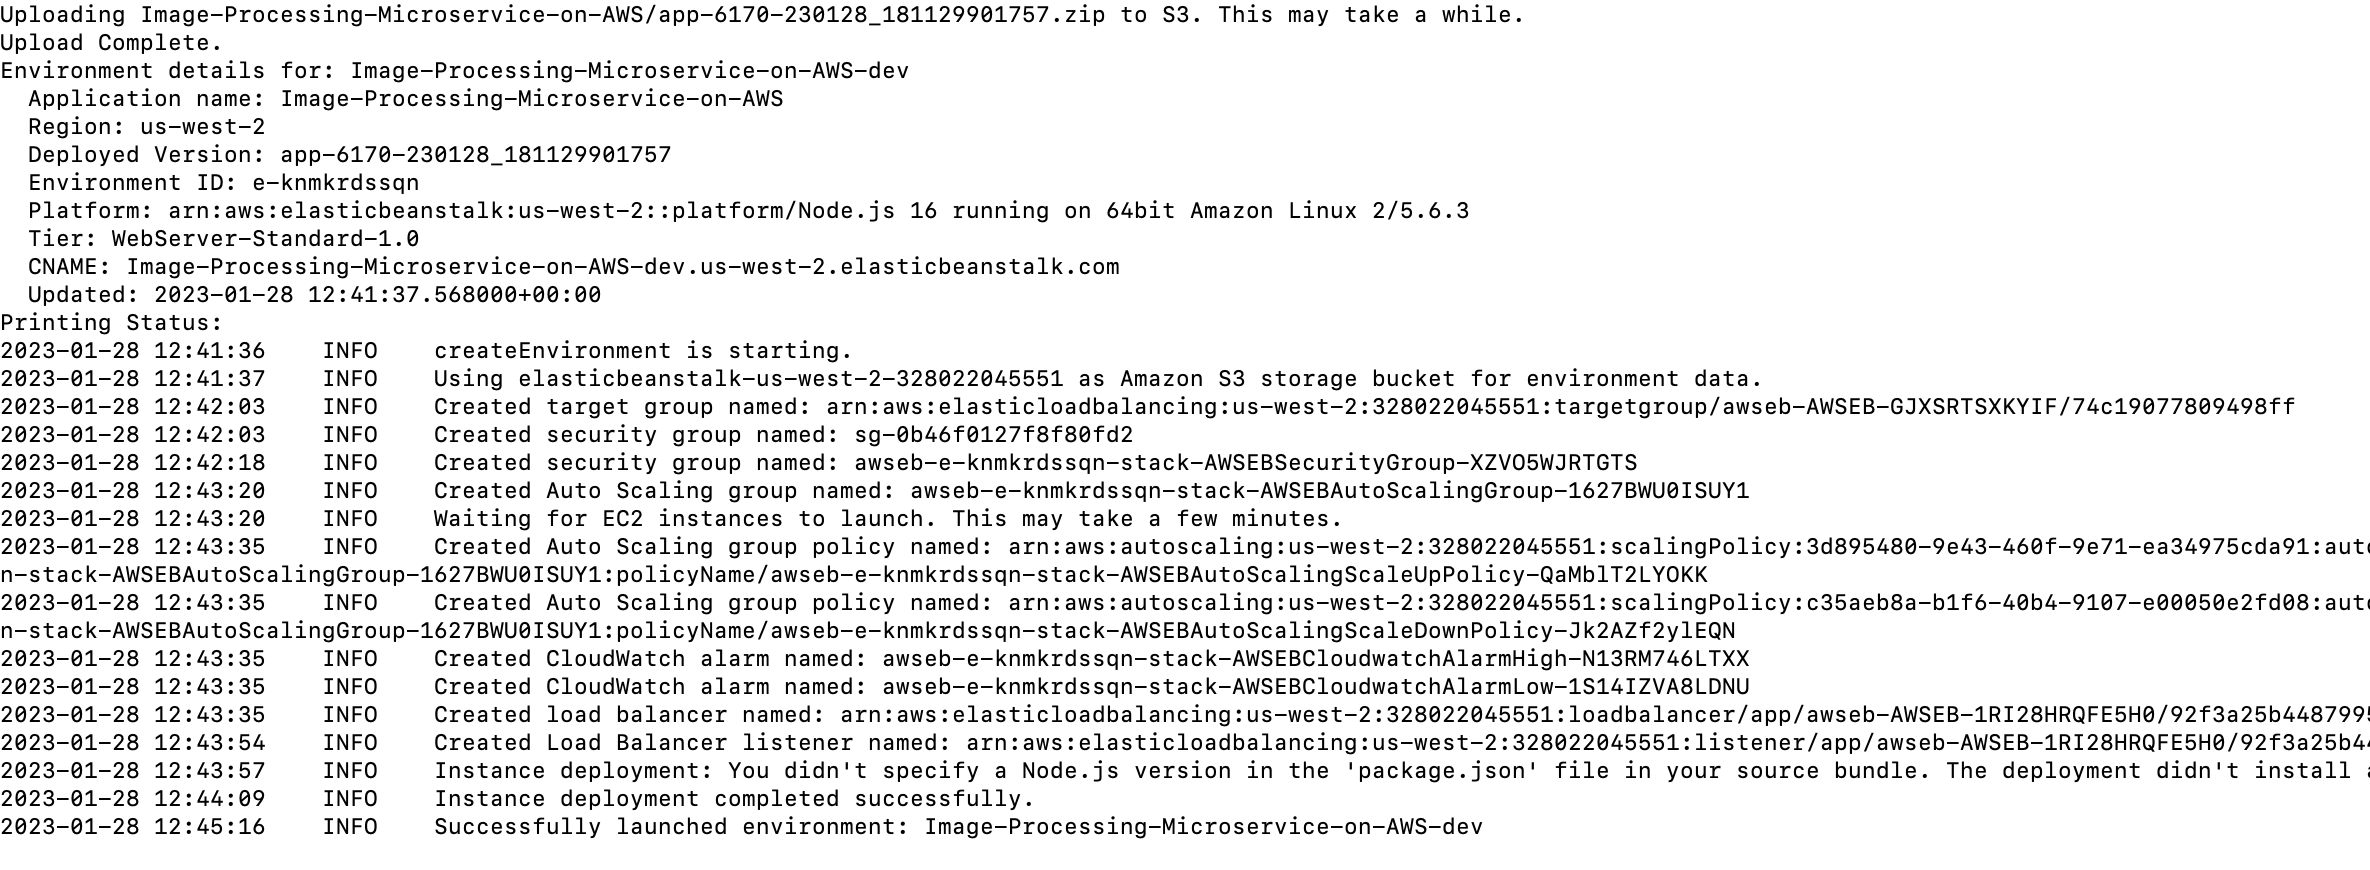 Uploading Image-Processing-Microservice-on-AWS/app-6170-230128_181129901757.zip to S3. This may take a while.
Upload Complete.
Environment details for: Image-Processing-Microservice-on-AWS-dev
  Application name: Image-Processing-Microservice-on-AWS
  Region: us-west-2
  Deployed Version: app-6170-230128_181129901757
  Environment ID: e-knmkrdssqn
  Platform: arn:aws:elasticbeanstalk:us-west-2::platform/Node.js 16 running on 64bit Amazon Linux 2/5.6.3
  Tier: WebServer-Standard-1.0
  CNAME: Image-Processing-Microservice-on-AWS-dev.us-west-2.elasticbeanstalk.com
  Updated: 2023-01-28 12:41:37.568000+00:00
Printing Status:
2023-01-28 12:41:36    INFO    createEnvironment is starting.
2023-01-28 12:41:37    INFO    Using elasticbeanstalk-us-west-2-328022045551 as Amazon S3 storage bucket for environment data.
2023-01-28 12:42:03    INFO    Created target group named: arn:aws:elasticloadbalancing:us-west-2:328022045551:targetgroup/awseb-AWSEB-GJXSRTSXKYIF/74c19077809498ff
2023-01-28 12:42:03    INFO    Created security group named: sg-0b46f0127f8f80fd2
2023-01-28 12:42:18    INFO    Created security group named: awseb-e-knmkrdssqn-stack-AWSEBSecurityGroup-XZVO5WJRTGTS
2023-01-28 12:43:20    INFO    Created Auto Scaling group named: awseb-e-knmkrdssqn-stack-AWSEBAutoScalingGroup-1627BWU0ISUY1
2023-01-28 12:43:20    INFO    Waiting for EC2 instances to launch. This may take a few minutes.
2023-01-28 12:43:35    INFO    Created Auto Scaling group policy named: arn:aws:autoscaling:us-west-2:328022045551:scalingPolicy:3d895480-9e43-460f-9e71-ea34975cda91:auto
n-stack-AWSEBAutoScalingGroup-1627BWU0ISUY1:policyName/awseb-e-knmkrdssqn-stack-AWSEBAutoScalingScaleUpPolicy-QaMblT2LYOKK
2023-01-28 12:43:35    INFO    Created Auto Scaling group policy named: arn:aws:autoscaling:us-west-2:328022045551:scalingPolicy:c35aeb8a-b1f6-40b4-9107-e00050e2fd08:auto
n-stack-AWSEBAutoScalingGroup-1627BWU0ISUY1:policyName/awseb-e-knmkrdssqn-stack-AWSEBAutoScalingScaleDownPolicy-Jk2AZf2ylEQN
2023-01-28 12:43:35    INFO    Created CloudWatch alarm named: awseb-e-knmkrdssqn-stack-AWSEBCloudwatchAlarmHigh-N13RM746LTXX
2023-01-28 12:43:35    INFO    Created CloudWatch alarm named: awseb-e-knmkrdssqn-stack-AWSEBCloudwatchAlarmLow-1S14IZVA8LDNU
2023-01-28 12:43:35    INFO    Created load balancer named: arn:aws:elasticloadbalancing:us-west-2:328022045551:loadbalancer/app/awseb-AWSEB-1RI28HRQFE5H0/92f3a25b4487995
2023-01-28 12:43:54    INFO    Created Load Balancer listener named: arn:aws:elasticloadbalancing:us-west-2:328022045551:listener/app/awseb-AWSEB-1RI28HRQFE5H0/92f3a25b44
2023-01-28 12:43:57    INFO    Instance deployment: You didn't specify a Node.js version in the 'package.json' file in your source bundle. The deployment didn't install
2023-01-28 12:44:09    INFO    Instance deployment completed successfully.
2023-01-28 12:45:16    INFO    Successfully launched environment: Image-Processing-Microservice-on-AWS-dev